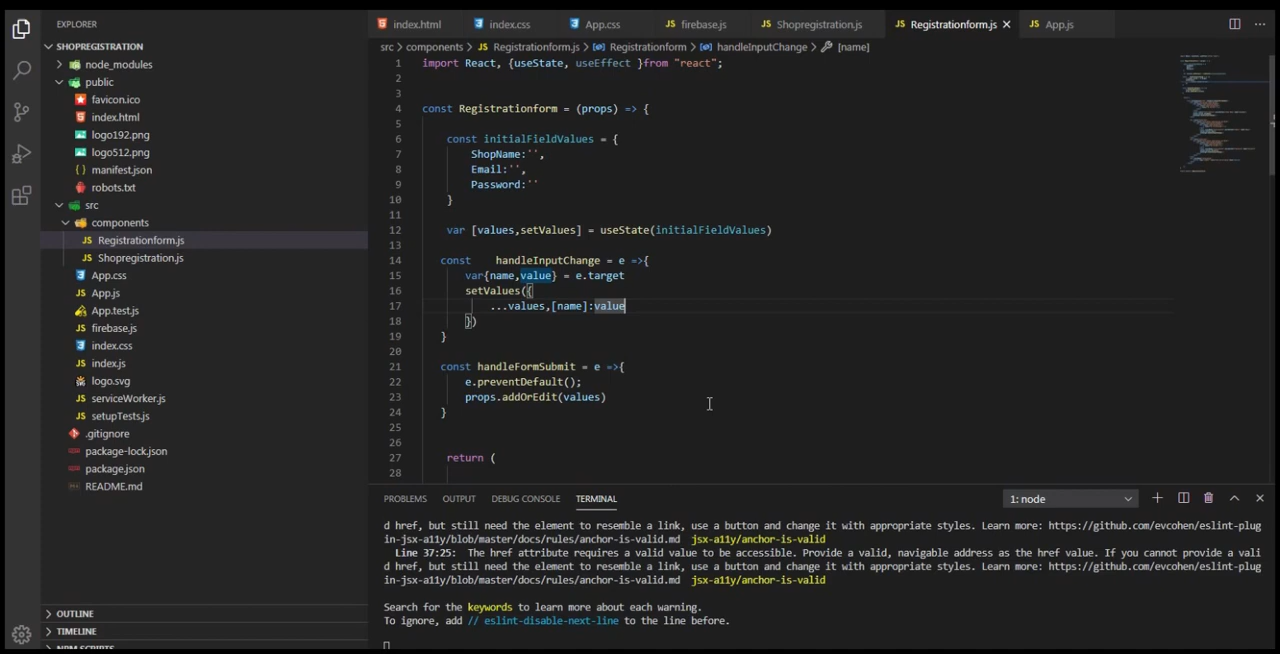 EXPLORER
SHOPREGISTRATION
node_modules
public
favicon.ico
index.html
logo192.png
logo512.png
manifest.json
robots.txt
src
components
Registrationform.js
Shopregistration.js
App.css
App.js
App.test.js
firebase.js
index.css
index.js
logo.svg
serviceWorker.js
setupTests.js
.gitignore
package-lock.json
package.json
README.md
OUTLINE
TIMELINE
NPM SCRIPTS
index.html index.css App.css firebase.js Shopregistration.js Registrationform.js App.js
src > components > Registrationform.js > Registrationform > handleInputChange > [name]
1 import React, {useState, useEffect }from "react";
2
3
4 const Registrationform = (props) => {
5
6 const initialFieldValues = {
7 ShopName:'',
8 Email:'',
9 Password:''
10 }
11
12 var [values,setValues] = useState(initialFieldValues)
13
14 const handleInputChange = e =>{
15 var{name,value} = e.target
16 setValues({
17 ...values,[name]:value
18 })
19 }
20
21 const handleFormSubmit = e =>{
22 e.preventDefault();
23 props.addOrEdit(values)
24 }
25
26
27 return (
28
PROBLEMS OUTPUT DEBUG CONSOLE TERMINAL 1: node
d href, but still need the element to resemble a link, use a button and change it with appropriate styles. Learn more: https://github.com/evcohen/eslint-plug
in-jsx-a11y/blob/master/docs/rules/anchor-is-valid.md jsx-a11y/anchor-is-valid
Line 37:25: The href attribute requires a valid value to be accessible. Provide a valid, navigable address as the href value. If you cannot provide a vali
d href, but still need the element to resemble a link, use a button and change it with appropriate styles. Learn more: https://github.com/evcohen/eslint-plug
in-jsx-a11y/blob/master/docs/rules/anchor-is-valid.md jsx-a11y/anchor-is-valid
Search for the keywords to learn more about each warning.
To ignore, add // eslint-disable-next-line to the line before.